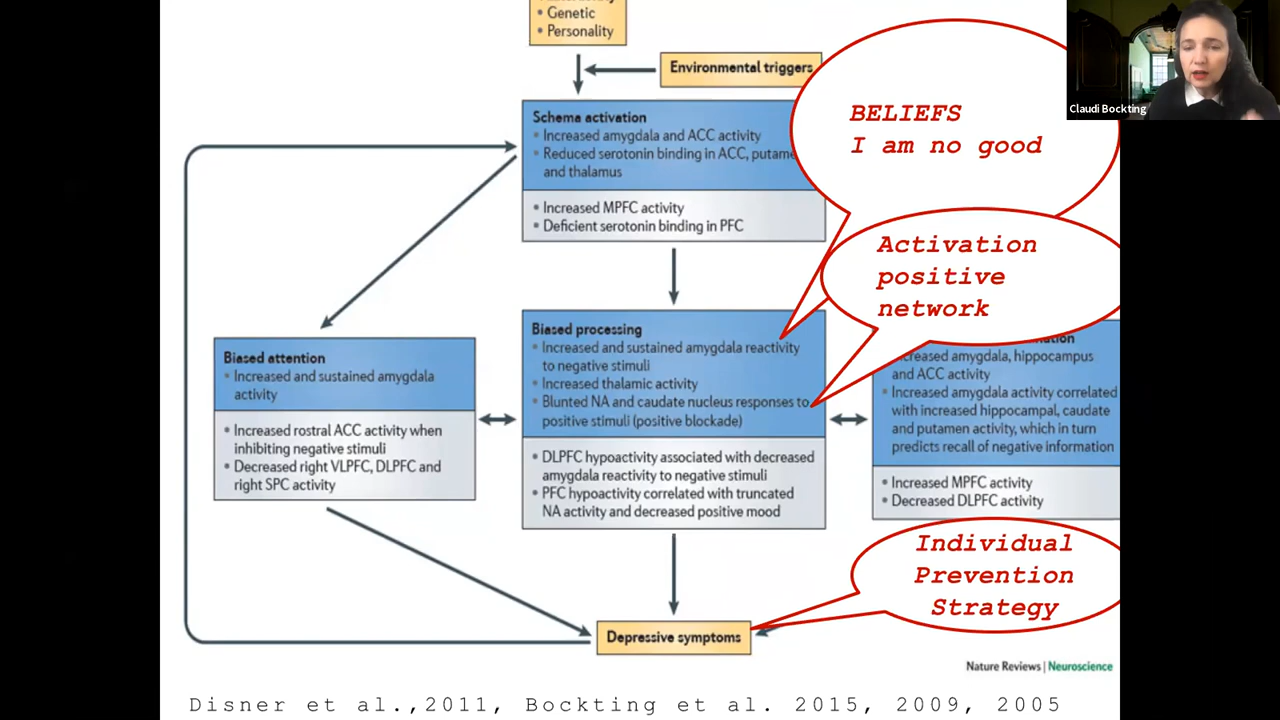 • Genetic
• Personality
Environmental triggers
Schema activation
• Increased amygdala and ACC activity
• Reduced serotonin binding in ACC,
and thalamus
• Increased MPFC activity
• Deficient serotonin binding in PFC
BELIEFS
I am no good
Activation
positive
network
Biased attention
• Increased and sustained amygdala
activity
• Increased rostral ACC activity when
inhibiting negative stimuli
• Decreased right VLPFC, DLPFC and
right SPC activity
Biased processing
• Increased and sustained amygdala reactivity
to negative stimuli
• Increased thalamic activity
• Blunted NA and caudate nucleus responses to
positive stimuli (positive blockade)
• DLPFC hypoactivity associated with decreased
amygdala reactivity to negative stimuli
• PFC hypoactivity correlated with truncated
NA activity and decreased positive mood
amygdala, hippocampus
and ACC activity
• Increased amygdala activity correlated
with increased hippocampal, caudate
and putamen activity, which in turn
predicts recall of negative information
• Increased MPFC activity
• Decreased DLPFC activity
Individual
Prevention
Strategy
Depressive symptoms
Nature Reviews | Neuroscience
Disner et al.,2011, Bockting et al. 2015, 2009, 2005
Claudi Bockting